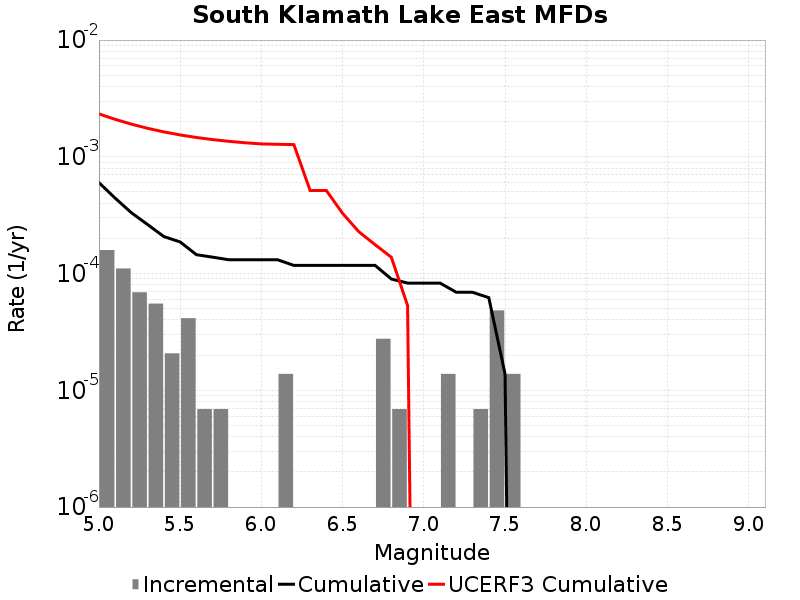 South Klamath Lake East MFDs
10-2
10-3
10-4
10-5
10-6
Rate (1/yr)
5.0 5.5 6.0 6.5 7.0 7.5 8.0 8.5 9.0
Magnitude
Incremental Cumulative UCERF3 Cumulative